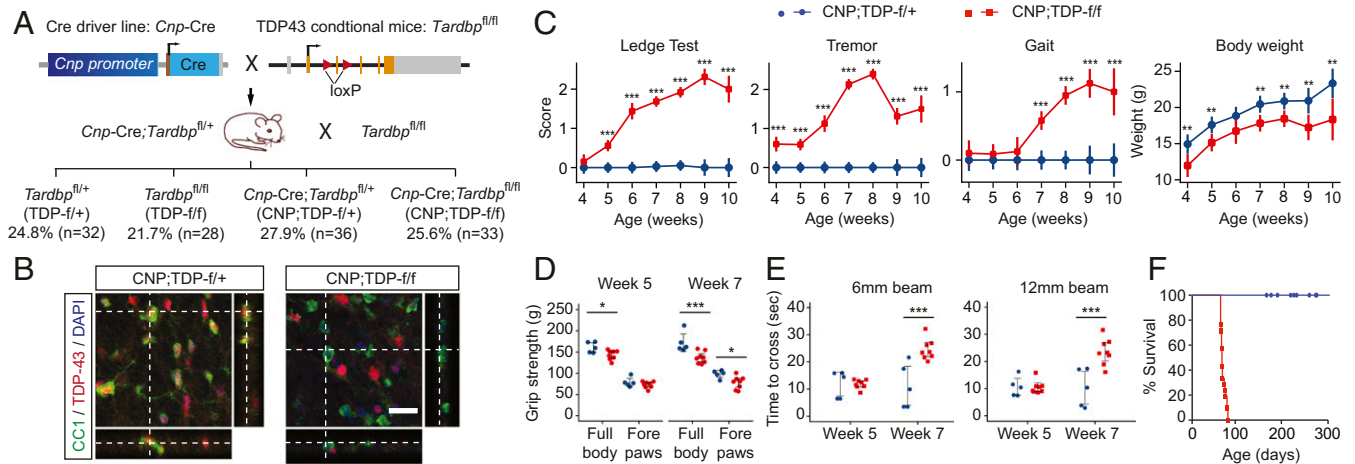 A
Cre driver line: Cnp-Cre
TDP43 condtional mice: Tardbp^fl/fl
Cnp promoter
Cre
X
loxP
Cnp-Cre;Tardbp^fl/+
X
Tardbp^fl/fl
Tardbp^fl/+
(TDP-f/+)
24.8% (n=32)
Tardbp^fl/fl
(TDP-f/f)
21.7% (n=28)
Cnp-Cre;Tardbp^fl/+
(CNP;TDP-f/+)
27.9% (n=36)
Cnp-Cre;Tardbp^fl/fl
(CNP;TDP-f/f)
25.6% (n=33)
B
CNP;TDP-f/+
CNP;TDP-f/f
CC1 / TDP-43 / DAPI
C
CNP;TDP-f/+
CNP;TDP-f/f
Ledge Test
Score
2
1
0
*** *** *** *** *** ***
4 5 6 7 8 9 10
Age (weeks)
Tremor
2
1
0
*** *** *** *** *** *** ***
4 5 6 7 8 9 10
Age (weeks)
Gait
1
0
*** *** *** ***
4 5 6 7 8 9 10
Age (weeks)
Body weight
Weight (g)
30
20
10
** ** ** ** ** **
4 5 6 7 8 9 10
Age (weeks)
D
Week 5
Week 7
Grip strength (g)
250
200
150
100
50
0
*
***
*
Full body
Fore paws
Full body
Fore paws
E
6mm beam
Time to cross (sec)
40
30
20
10
0
***
Week 5
Week 7
12mm beam
40
30
20
10
0
***
Week 5
Week 7
F
% Survival
100
80
60
40
20
0
0 100 200 300
Age (days)